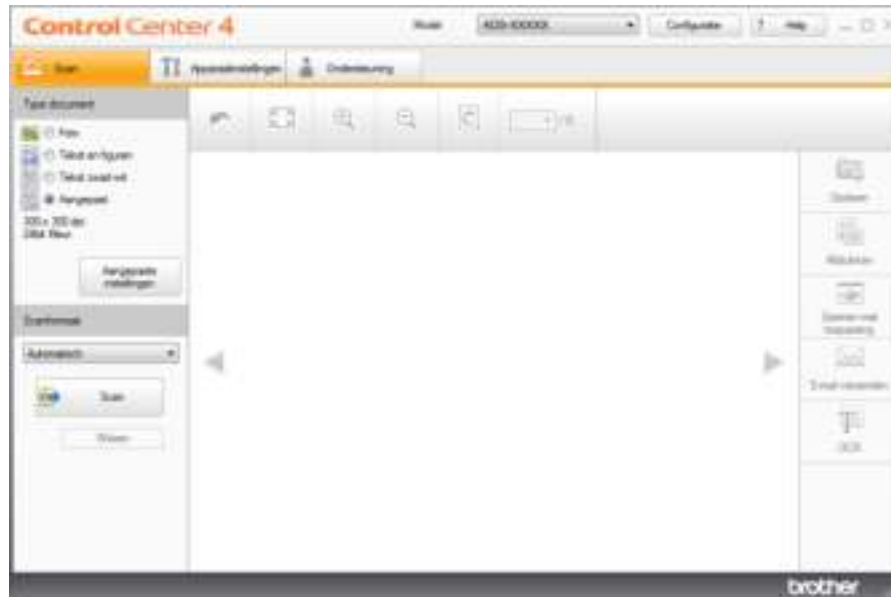 Control Center 4
Model
ADS-XXXXX
Configuratie
? Help
Scan
Apparaatinstellingen
Ondersteuning
Type document
Foto
Tekst en figuren
Tekst zwart-wit
Aangepast
300 x 300 dpi
24bit Kleur
Aangepaste
instellingen
Scanformaat
Automatisch
Scan
Wissen
Opslaan
Afdrukken
Openen met
toepassing
E-mail verzenden
OCR
brother